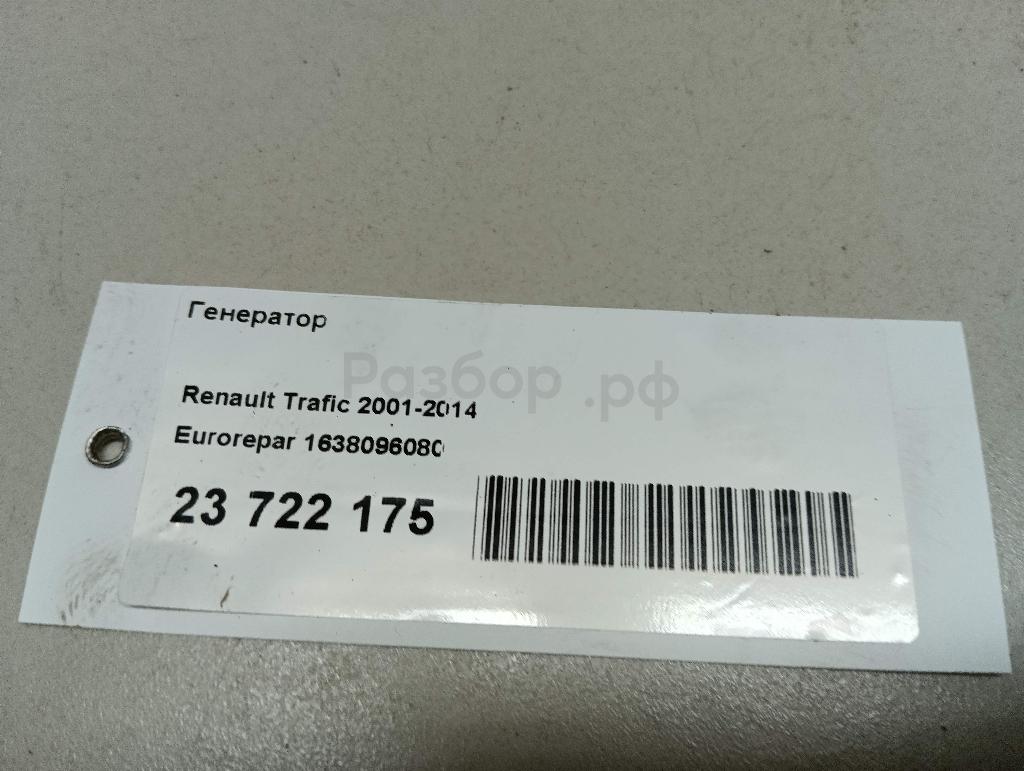 Генератор
Разбор.рф
Renault Trafic 2001-2014
Eurorepar 1638096080
23 722 175